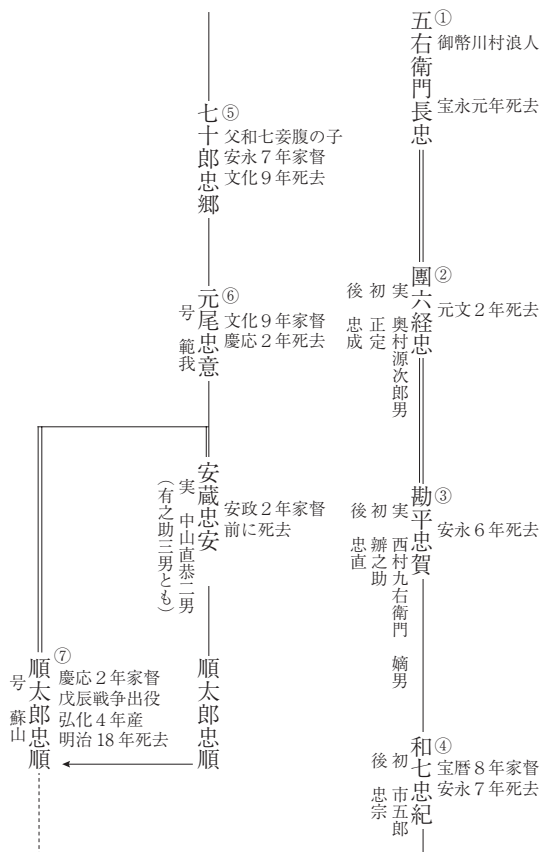 ①
五右衛門長忠
御幣川村浪人
宝永元年死去
②
團六経忠
元文２年死去
実　奥村源次郎男
初　正定
後　忠成
③
勘平忠賀
安永６年死去
実　西村九右衛門　嫡男
初　辧之助
後　忠直
④
和七忠紀
宝暦８年家督
安永７年死去
初　市五郎
後　忠宗
⑤
七十郎忠郷
父和七妾腹の子
安永７年家督
文化９年死去
⑥
元尾忠意
文化９年家督
慶応２年死去
号　範我
安蔵忠安
安政２年家督
前に死去
実　中山直恭二男
（有之助三男とも）
順太郎忠順
⑦
順太郎忠順
慶応２年家督
戊辰戦争出役
弘化４年産
明治18年死去
号　蘇山